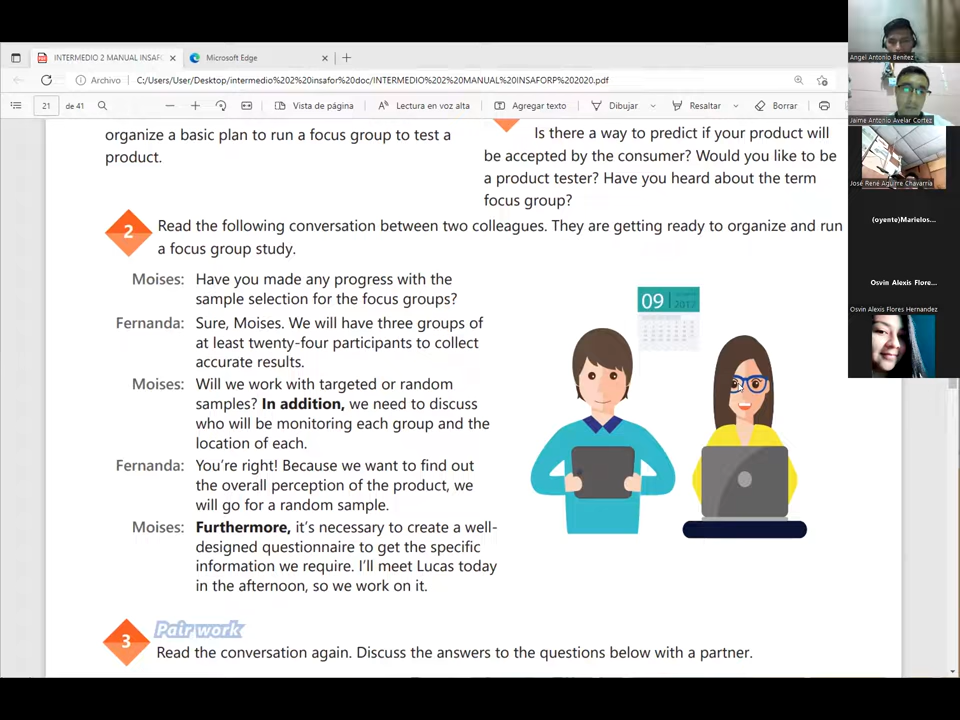 INTERMEDIO 2 MANUAL INSAF
Microsoft Edge
Archivo C:/Users/User/Desktop/intermedio%202%20insafor%20doc/INTERMEDIO%202%20MANUAL%20INSAFORP%202020.pdf
21 de 41 Vista de página Lectura en voz alta Agregar texto Dibujar Resaltar Borrar
organize a basic plan to run a focus group to test a
product.
Is there a way to predict if your product will
be accepted by the consumer? Would you like to be
a product tester? Have you heard about the term
focus group?
2 Read the following conversation between two colleagues. They are getting ready to organize and run
a focus group study.
Moises: Have you made any progress with the
sample selection for the focus groups?
Fernanda: Sure, Moises. We will have three groups of
at least twenty-four participants to collect
accurate results.
Moises: Will we work with targeted or random
samples? In addition, we need to discuss
who will be monitoring each group and the
location of each.
Fernanda: You're right! Because we want to find out
the overall perception of the product, we
will go for a random sample.
Moises: Furthermore, it's necessary to create a well-
designed questionnaire to get the specific
information we require. I'll meet Lucas today
in the afternoon, so we work on it.
09
2017
3 Pair work
Read the conversation again. Discuss the answers to the questions below with a partner.
Angel Antonio Benitez
Jaime Antonio Avelar Cortez
José René Aguirre Chavarria
(oyente)Marielos...
Osvin Alexis Flore...
Osvin Alexis Flores Hernandez